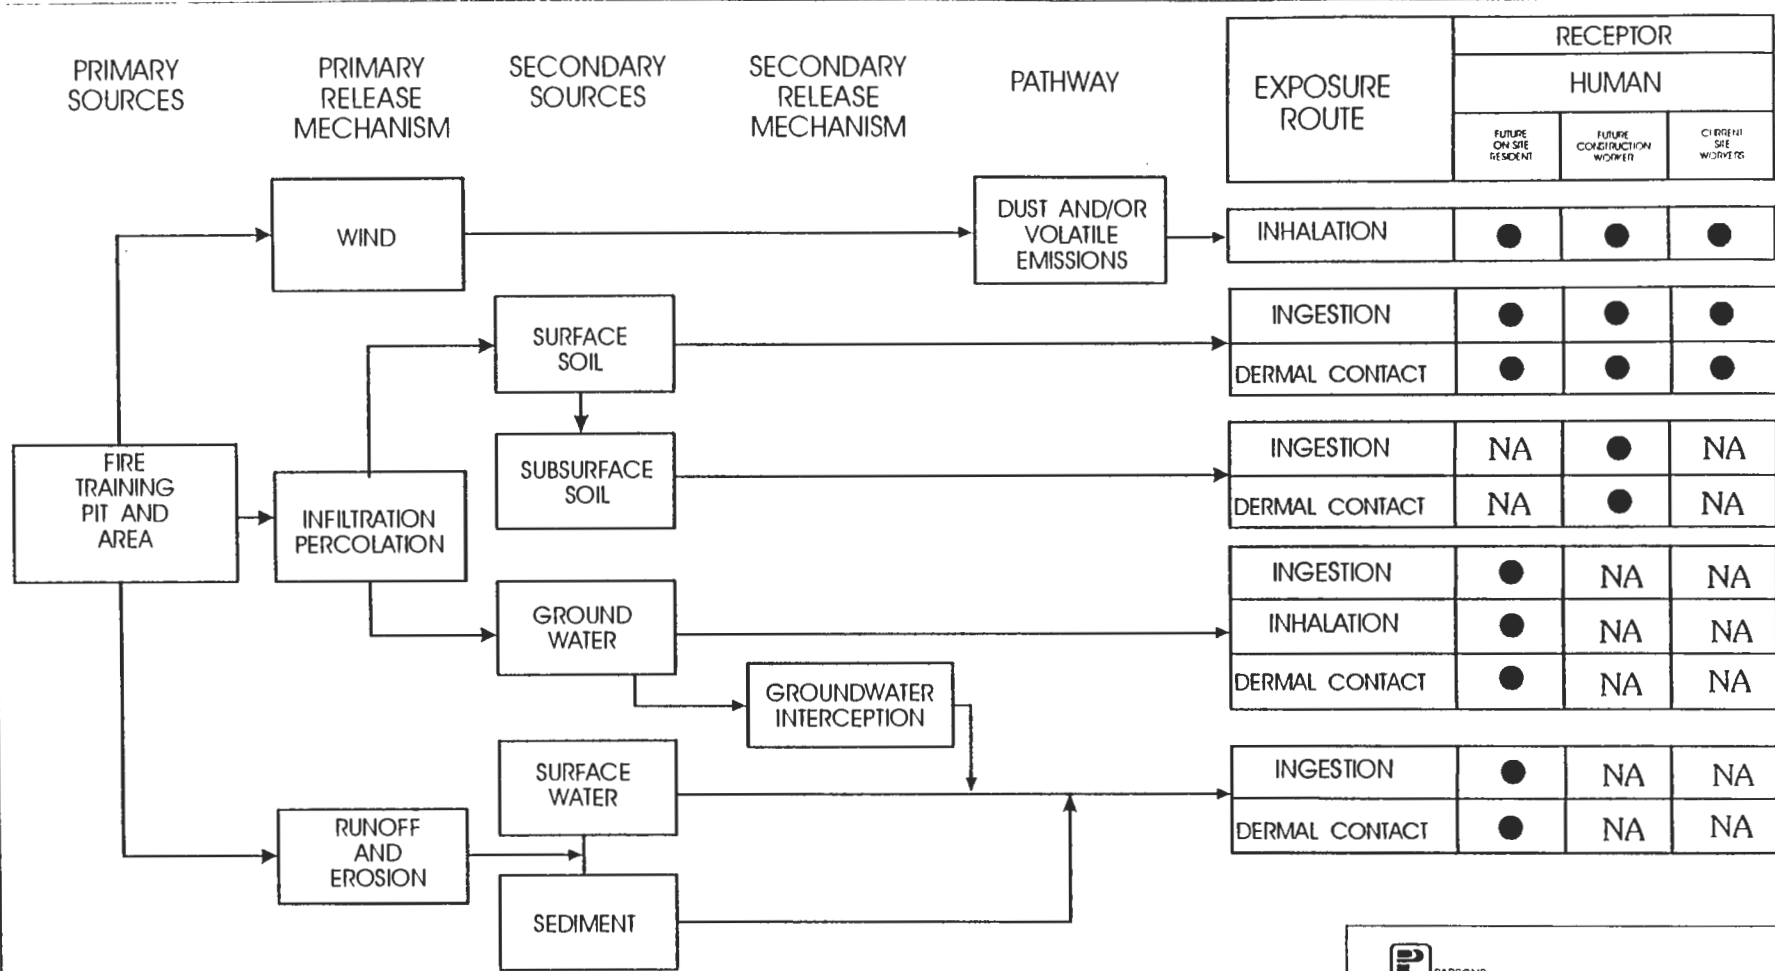 PRIMARY
SOURCES
PRIMARY
RELEASE
MECHANISM
SECONDARY
SOURCES
SECONDARY
RELEASE
MECHANISM
PATHWAY
EXPOSURE
ROUTE
RECEPTOR
HUMAN
FUTURE
ON SITE
RESIDENT
FUTURE
CONSTRUCTION
WORKER
CURRENT
SITE
WORKERS
WIND
DUST AND/OR
VOLATILE
EMISSIONS
INHALATION
SURFACE
SOIL
INGESTION
DERMAL CONTACT
FIRE
TRAINING
PIT AND
AREA
INFILTRATION
PERCOLATION
SUBSURFACE
SOIL
INGESTION NA NA
DERMAL CONTACT NA NA
GROUND
WATER
INGESTION NA NA
INHALATION NA NA
DERMAL CONTACT NA NA
GROUNDWATER
INTERCEPTION
SURFACE
WATER
INGESTION NA NA
DERMAL CONTACT NA NA
RUNOFF
AND
EROSION
SEDIMENT